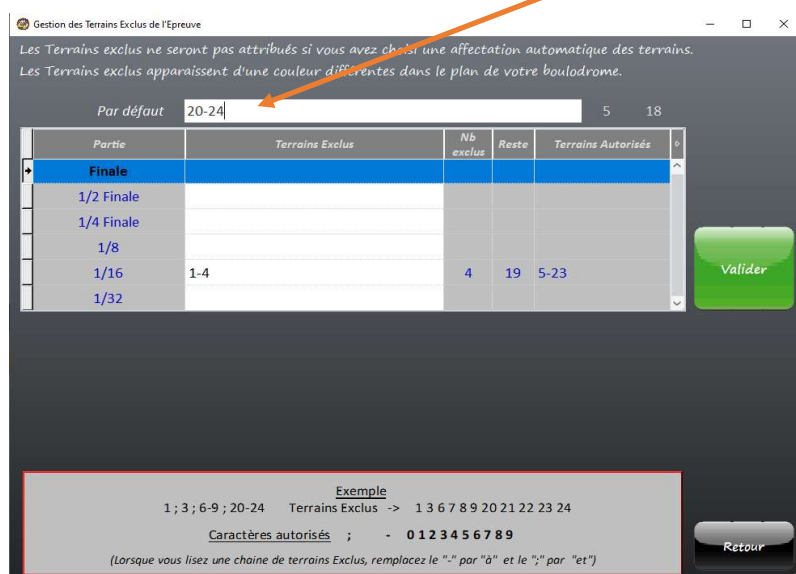 Gestion des Terrains Exclus de l'Epreuve
Les Terrains exclus ne seront pas attribués si vous avez choisi une affectation automatique des terrains.
Les Terrains exclus apparaissent d'une couleur différentes dans le plan de votre boulodrome.
Par défaut 20-24 5 18
Partie Terrains Exclus Nb exclus Reste Terrains Autorisés
Finale
1/2 Finale
1/4 Finale
1/8
1/16 1-4 4 19 5-23
1/32
Valider
Exemple
1 ; 3 ; 6-9 ; 20-24 Terrains Exclus -> 1 3 6 7 8 9 20 21 22 23 24
Caractères autorisés ; - 0 1 2 3 4 5 6 7 8 9
(Lorsque vous lisez une chaine de terrains Exclus, remplacez le "-" par "à" et le ";" par "et")
Retour